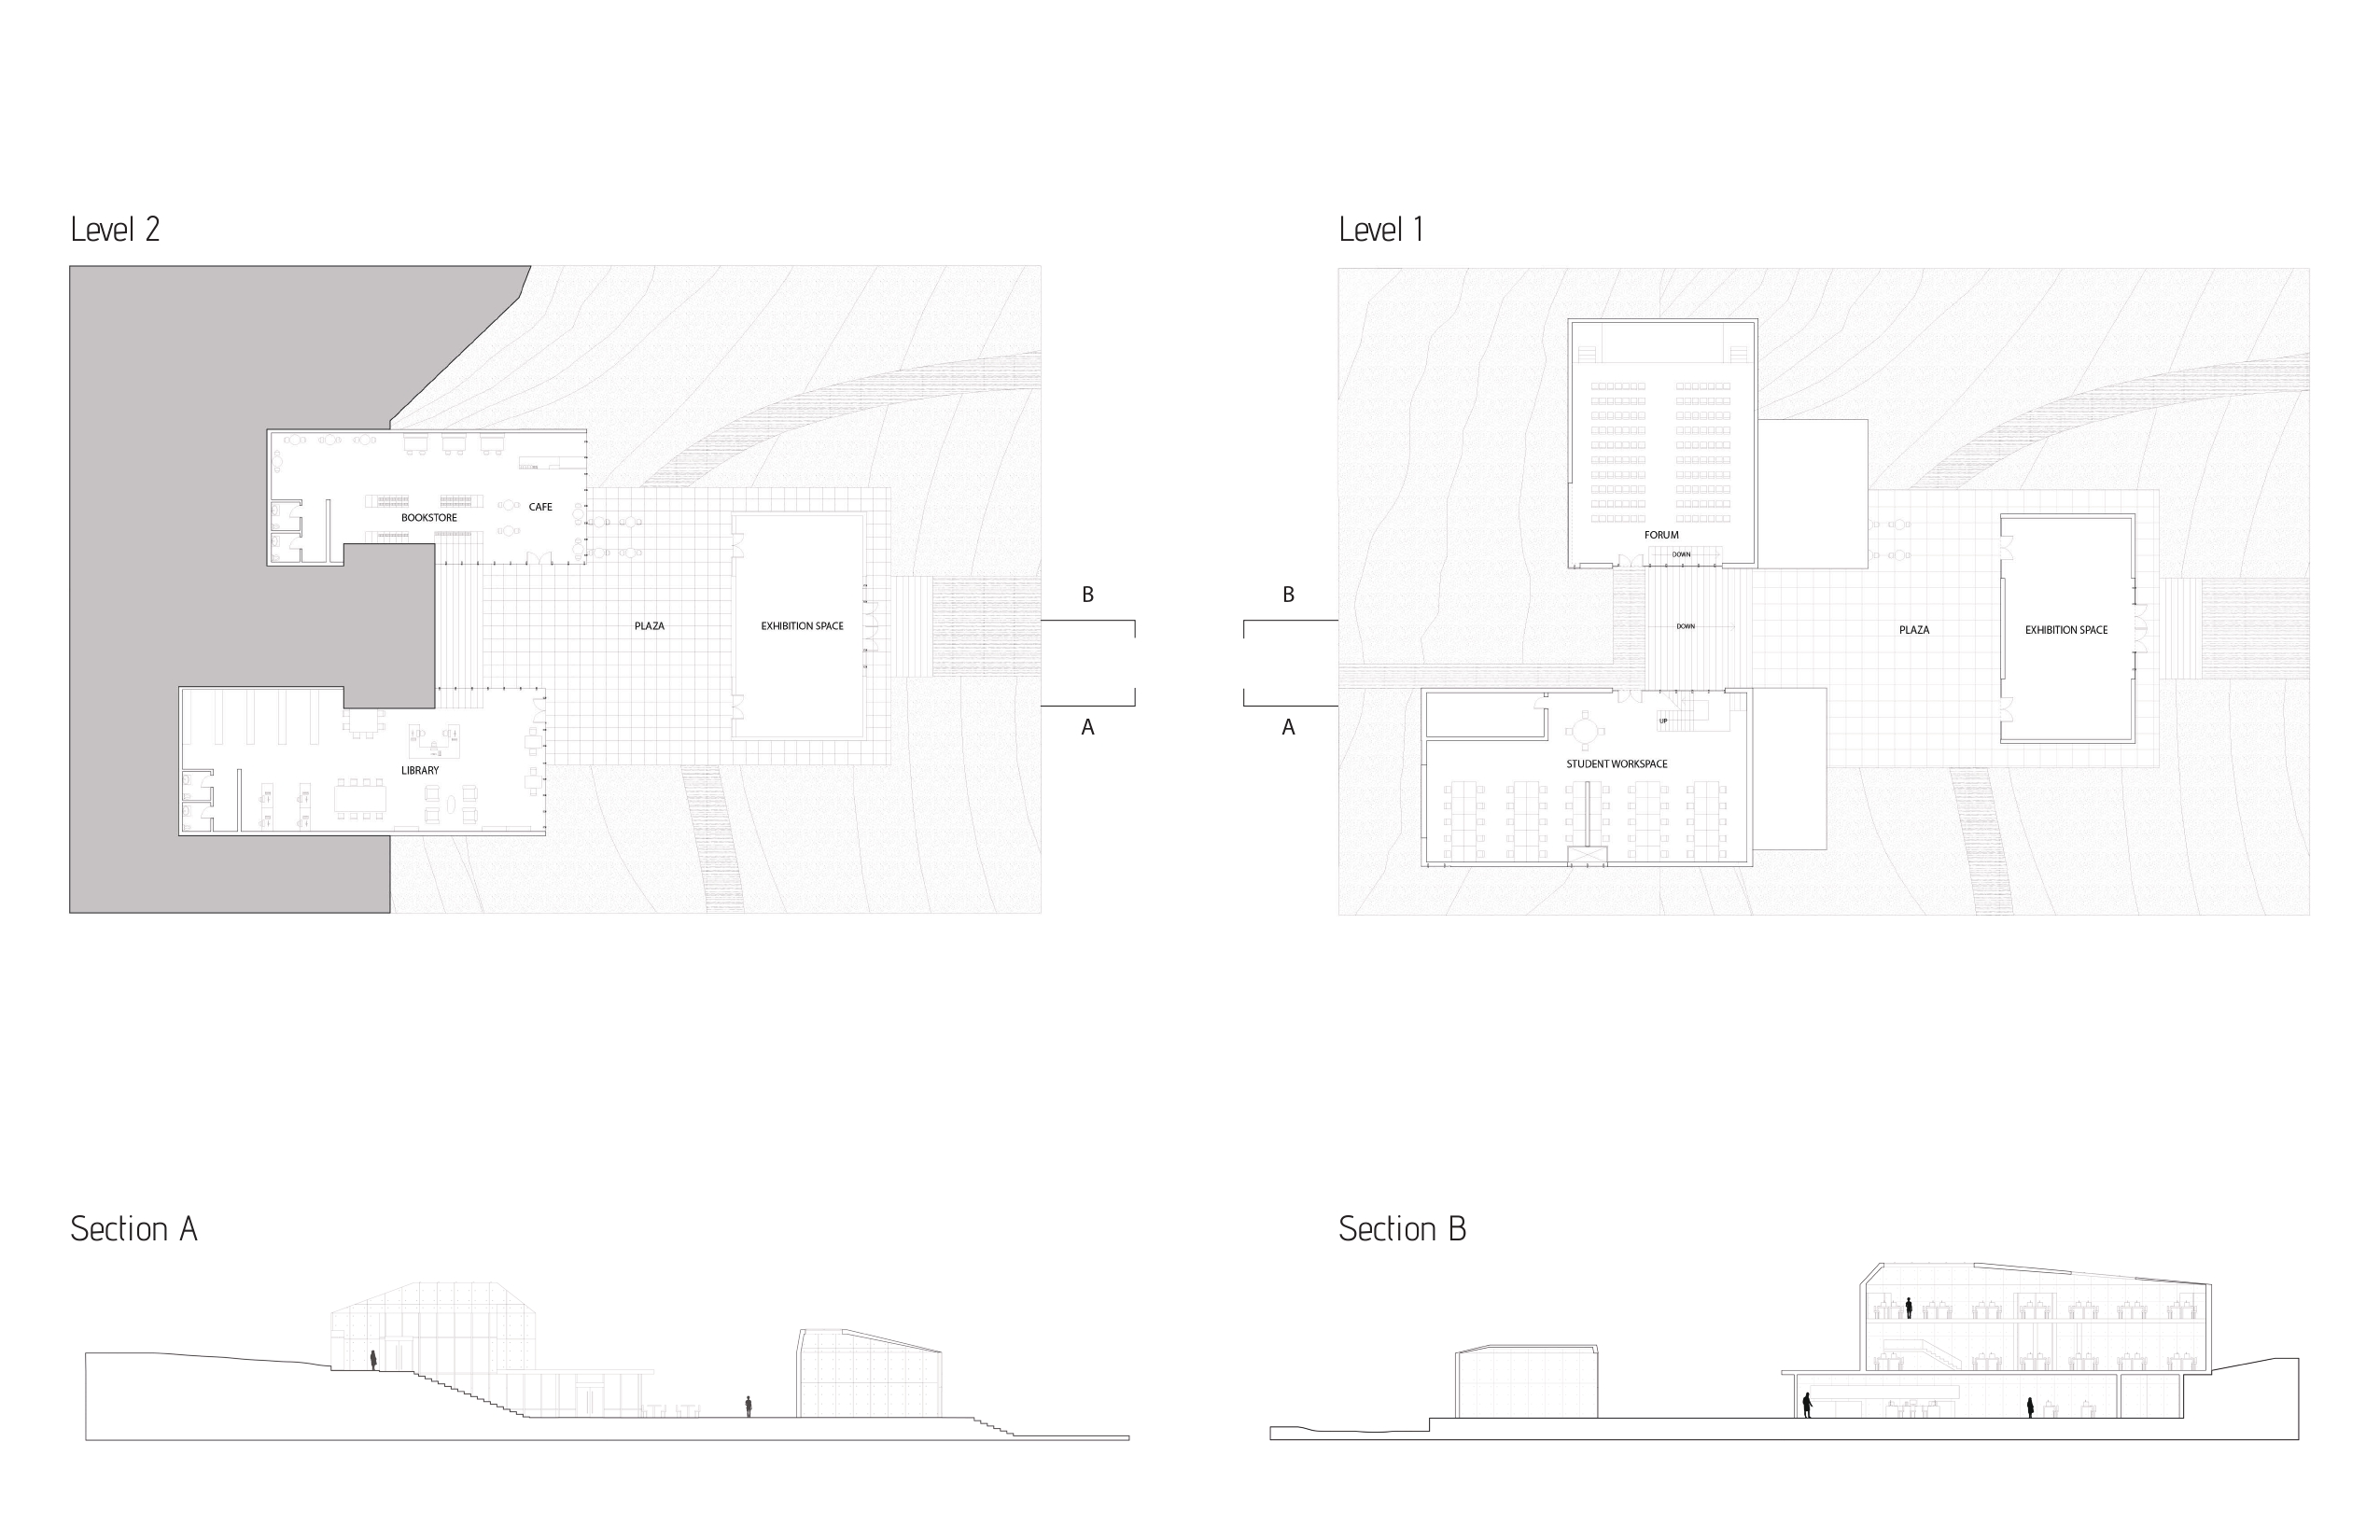 Level 2
BOOKSTORE
CAFE
PLAZA
EXHIBITION SPACE
LIBRARY
B
A
Level 1
B
A
FORUM
DOWN
DOWN
PLAZA
EXHIBITION SPACE
UP
STUDENT WORKSPACE
Section A
Section B